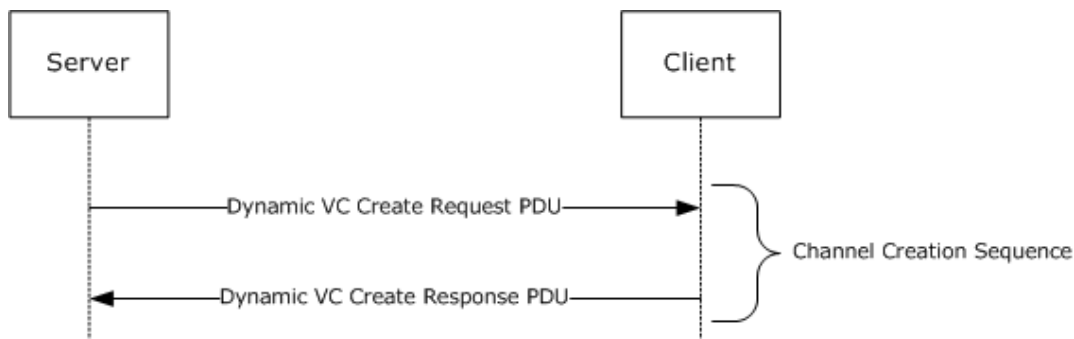 Server
Client
Dynamic VC Create Request PDU
Channel Creation Sequence
Dynamic VC Create Response PDU